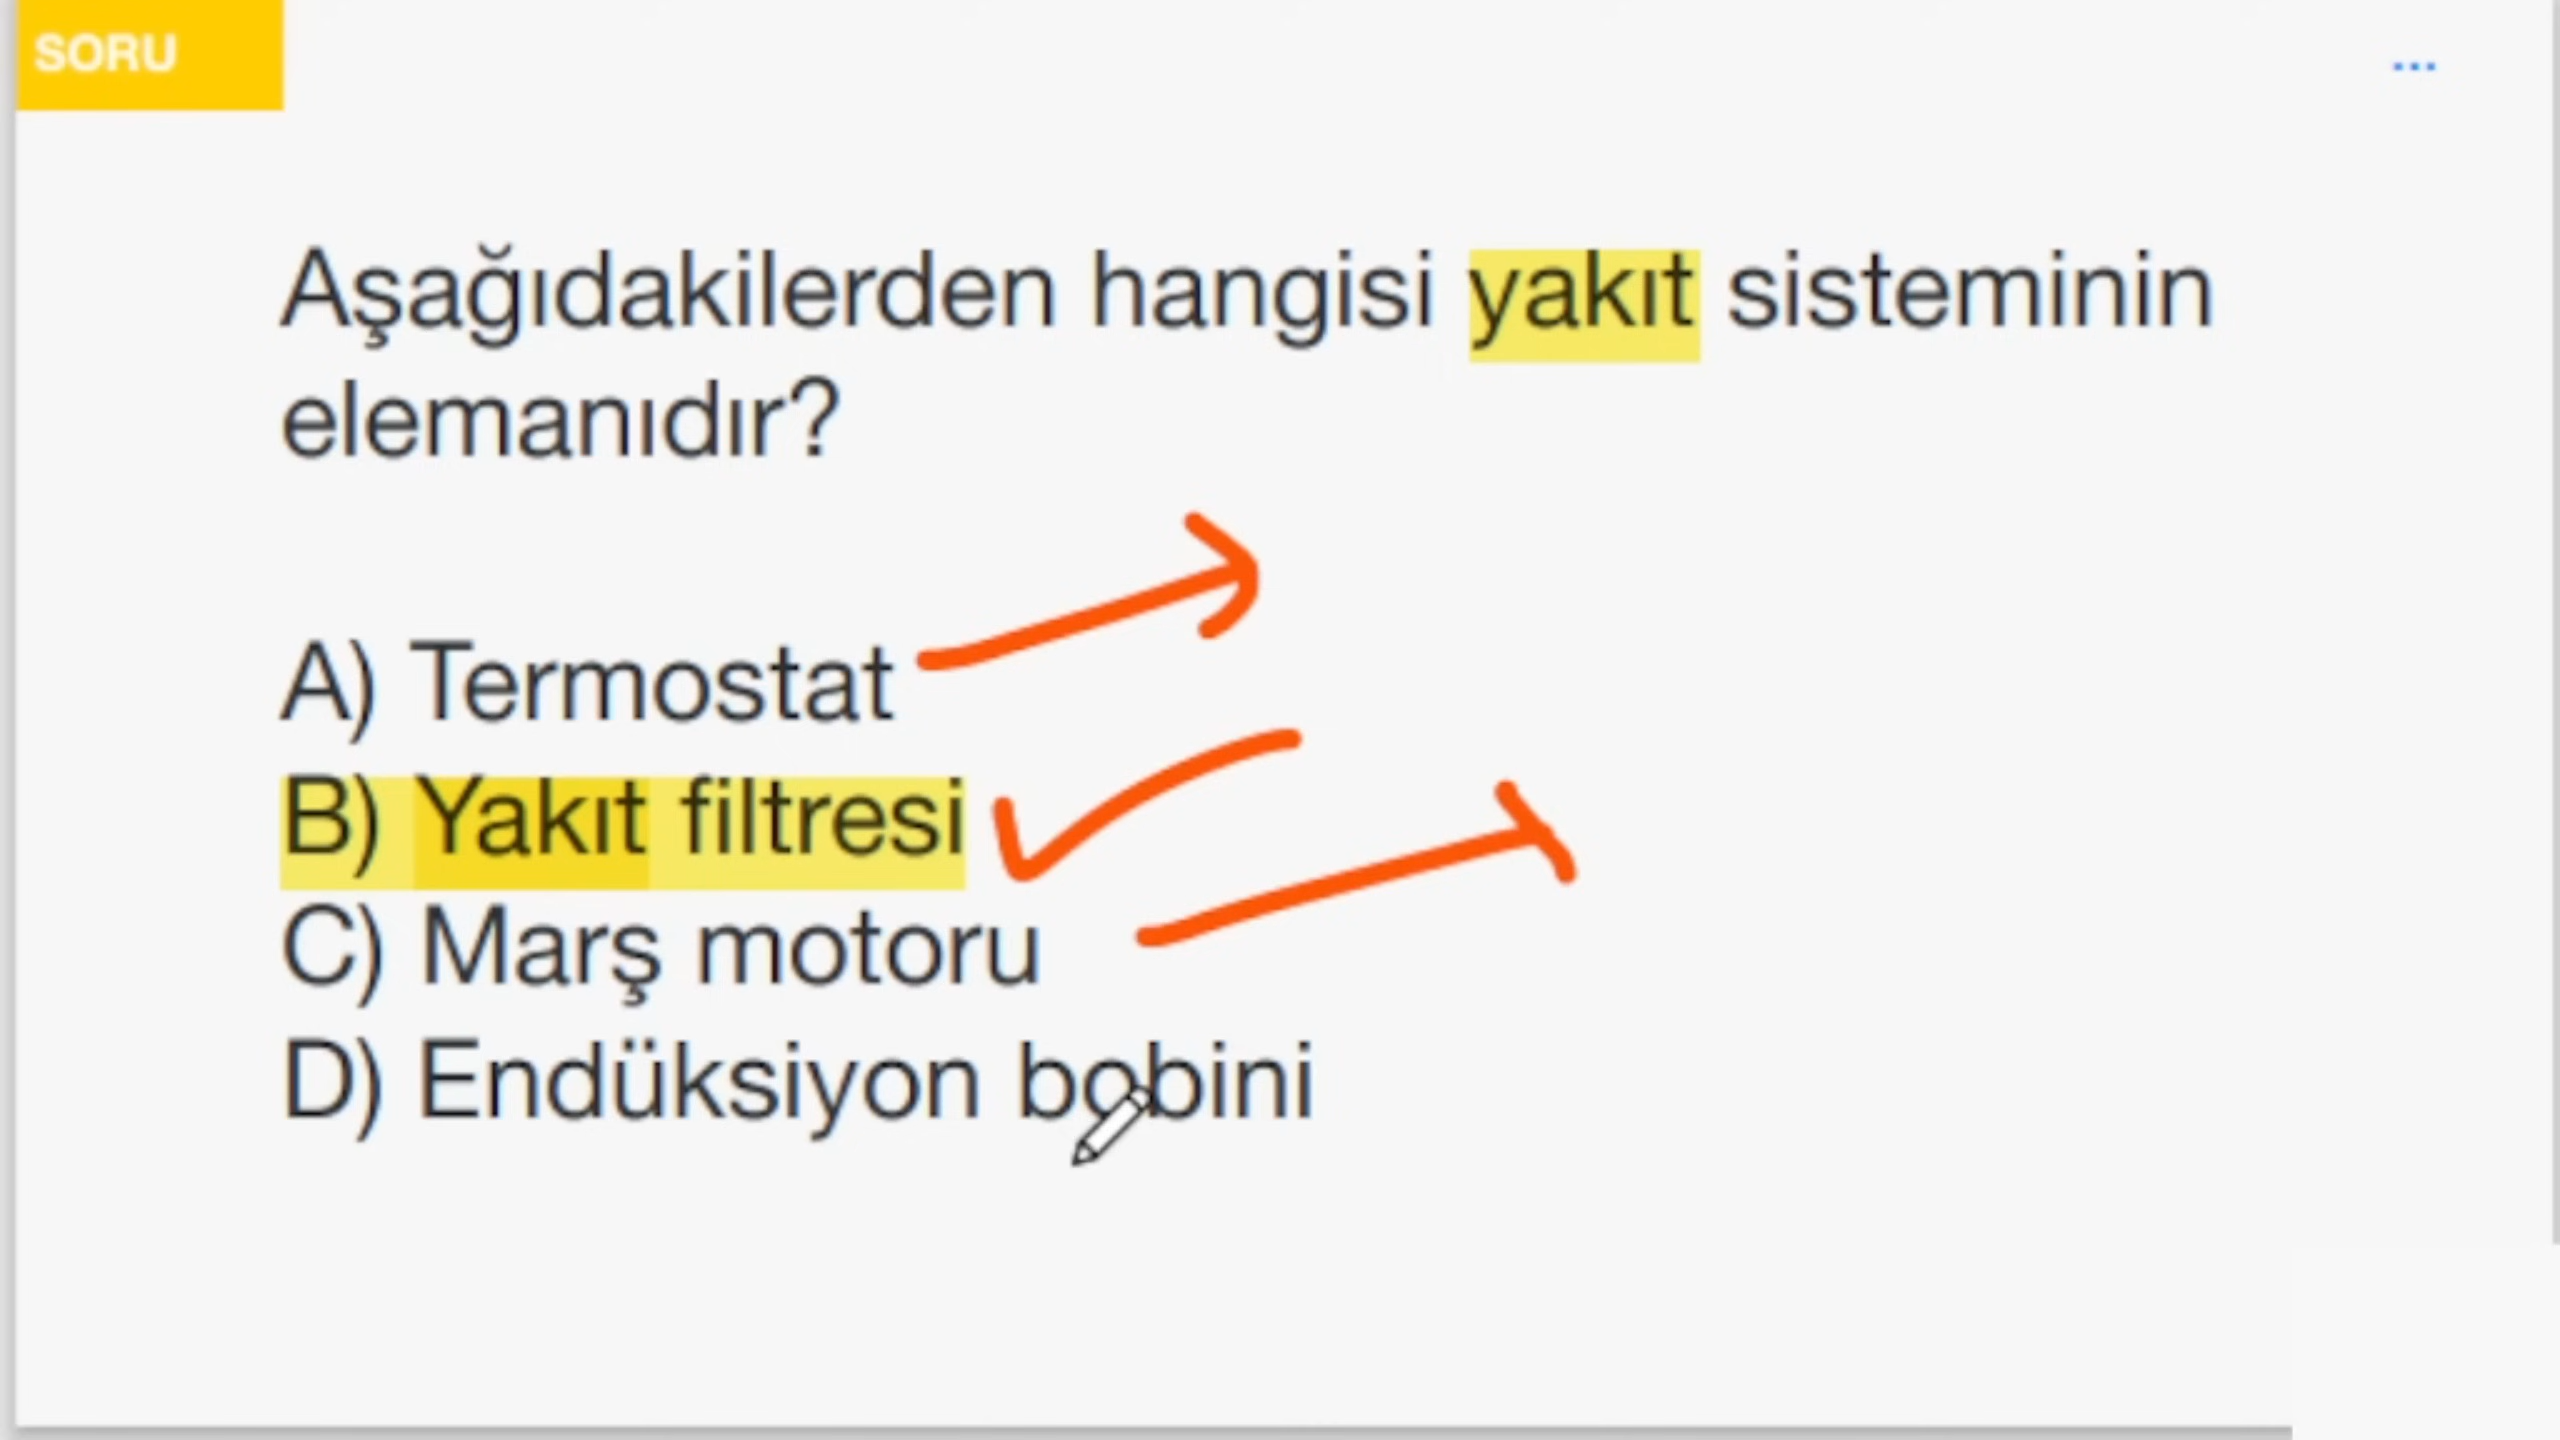 SORU
...
Aşağıdakilerden hangisi yakıt sisteminin
elemanıdır?
A) Termostat
B) Yakıt filtresi
C) Marş motoru
D) Endüksiyon bobini